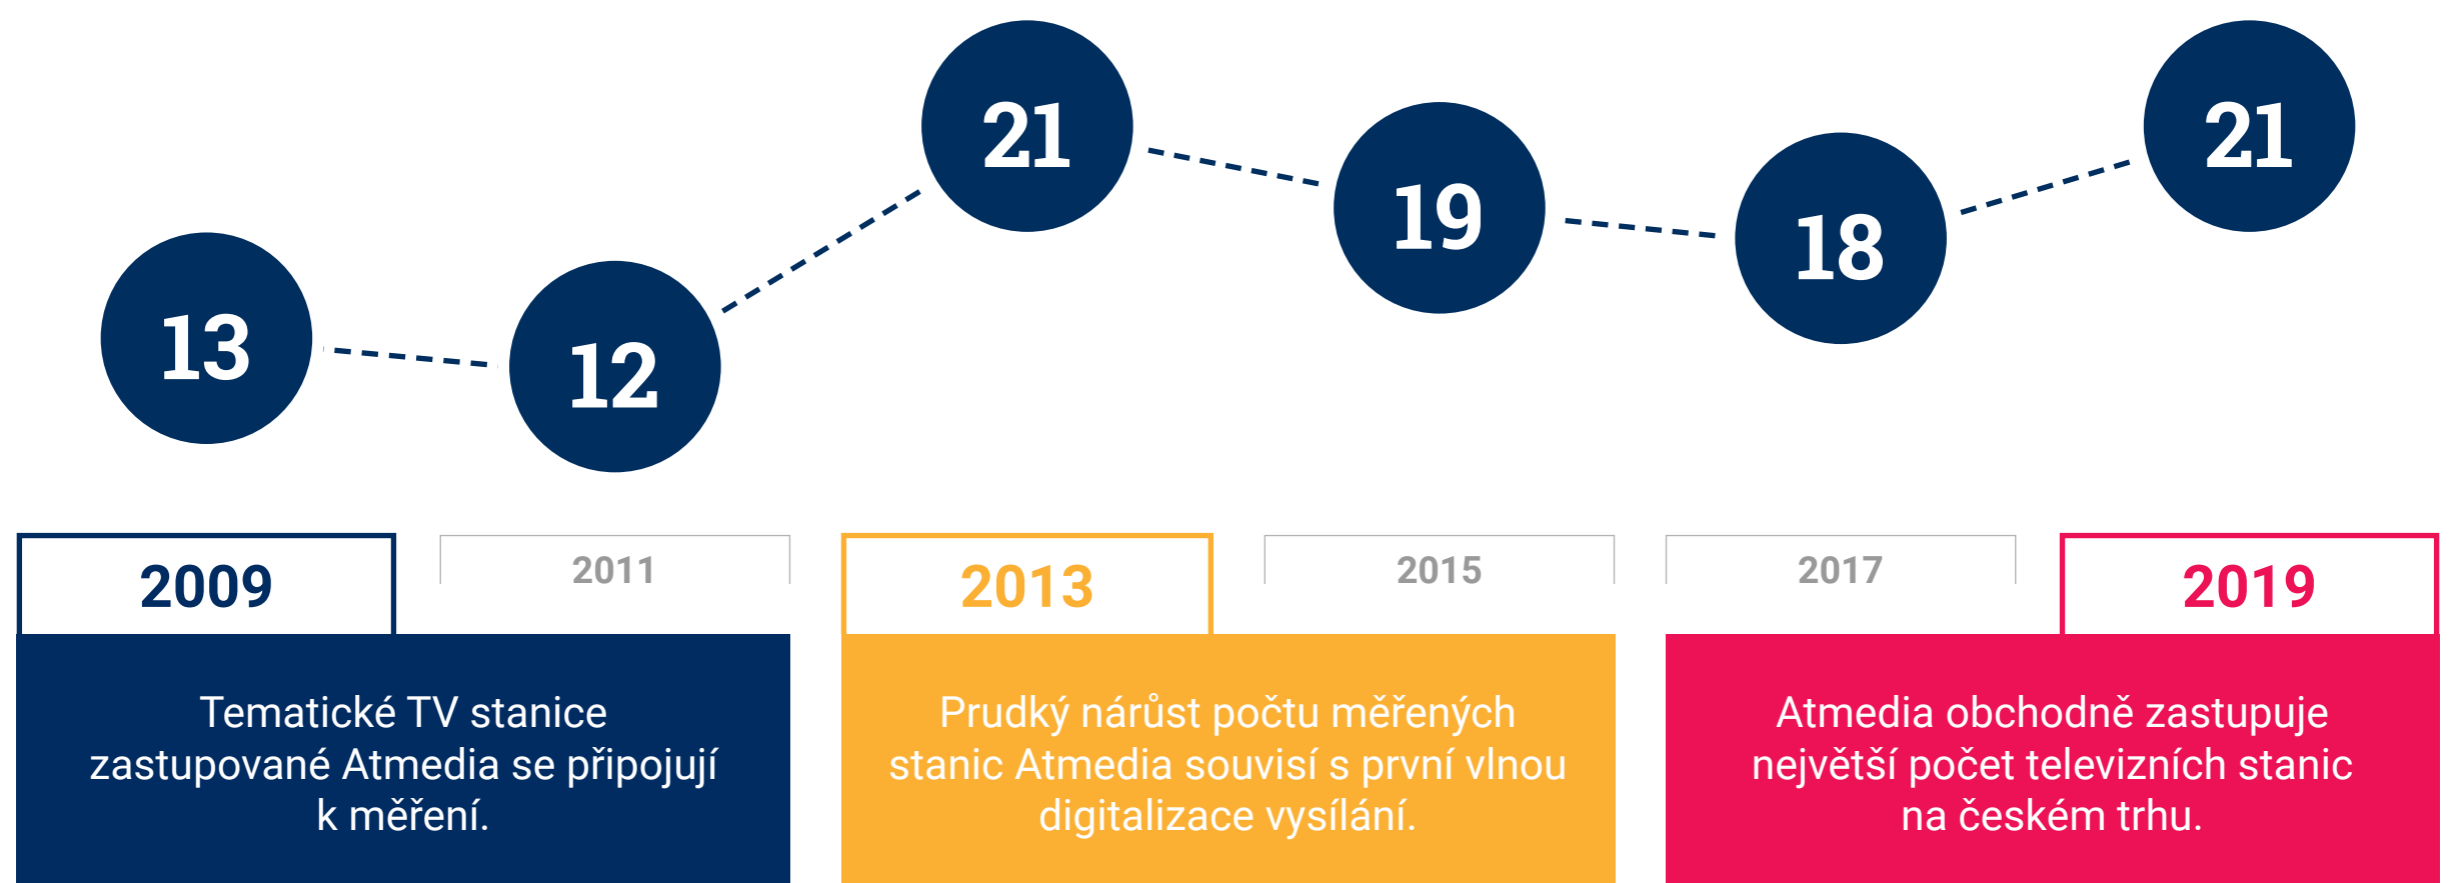 13
12
21
19
18
21
2009
2011
2013
2015
2017
2019
Tematické TV stanice
zastupované Atmedia se připojují
k měření.
Prudký nárůst počtu měřených
stanic Atmedia souvisí s první vlnou
digitalizace vysílání.
Atmedia obchodně zastupuje
největší počet televizních stanic
na českém trhu.